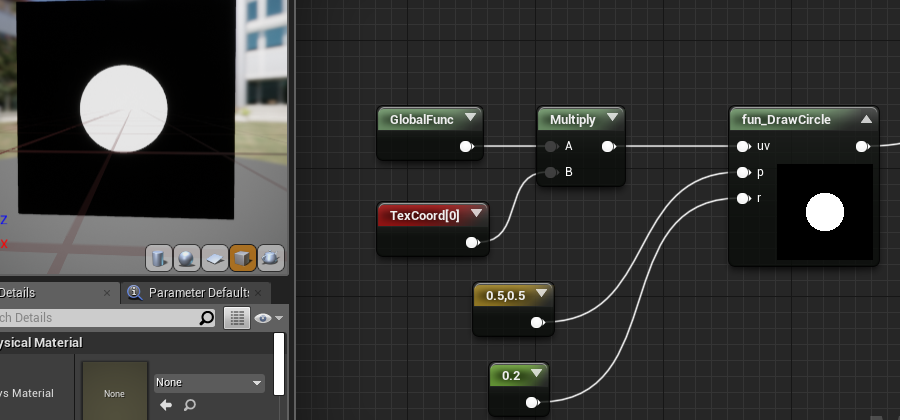 GlobalFunc
Multiply
fun_DrawCircle
A
uv
B
p
r
TexCoord[0]
Z
X
0.5,0.5
Details
Parameter Default
ch Details
ysical Material
ys Material
None
None
0.2